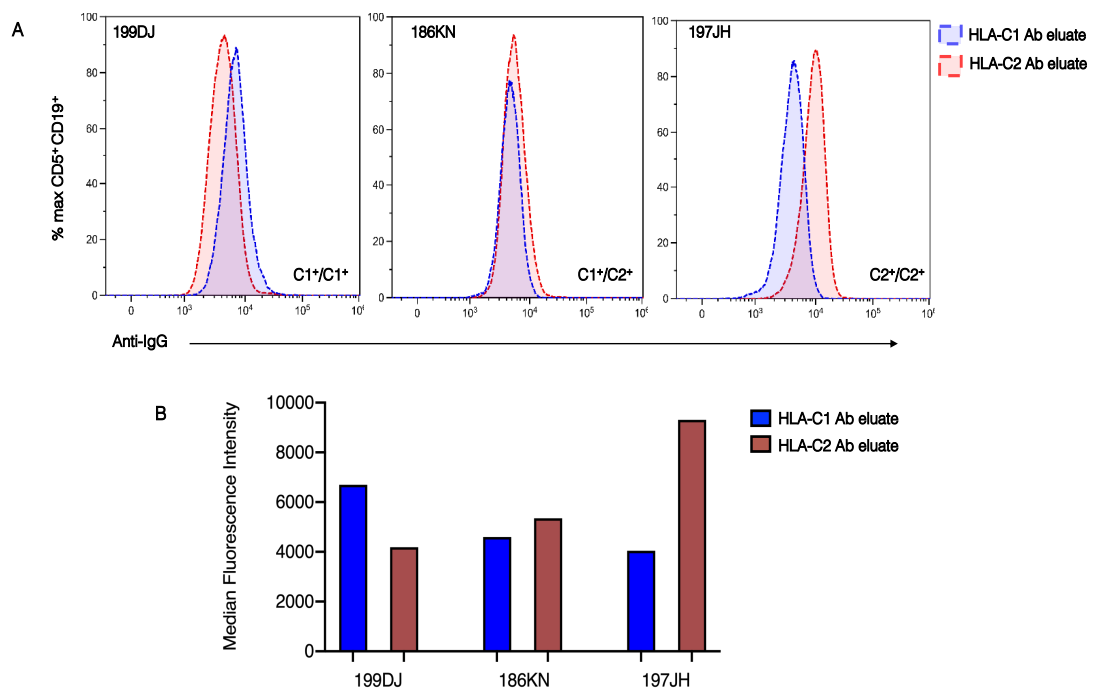 A
199DJ
186KN
197JH
HLA-C1 Ab eluate
HLA-C2 Ab eluate
% max CD5⁺CD19⁺
100
80
60
40
20
0
C1⁺/C1⁺
0 10³ 10⁴ 10⁵
100
80
60
40
20
0
C1⁺/C2⁺
0 10³ 10⁴ 10⁵
100
80
60
40
20
0
C2⁺/C2⁺
0 10³ 10⁴ 10⁵
Anti-IgG
B
Median Fluorescence Intensity
10000
8000
6000
4000
2000
0
199DJ 186KN 197JH
HLA-C1 Ab eluate
HLA-C2 Ab eluate